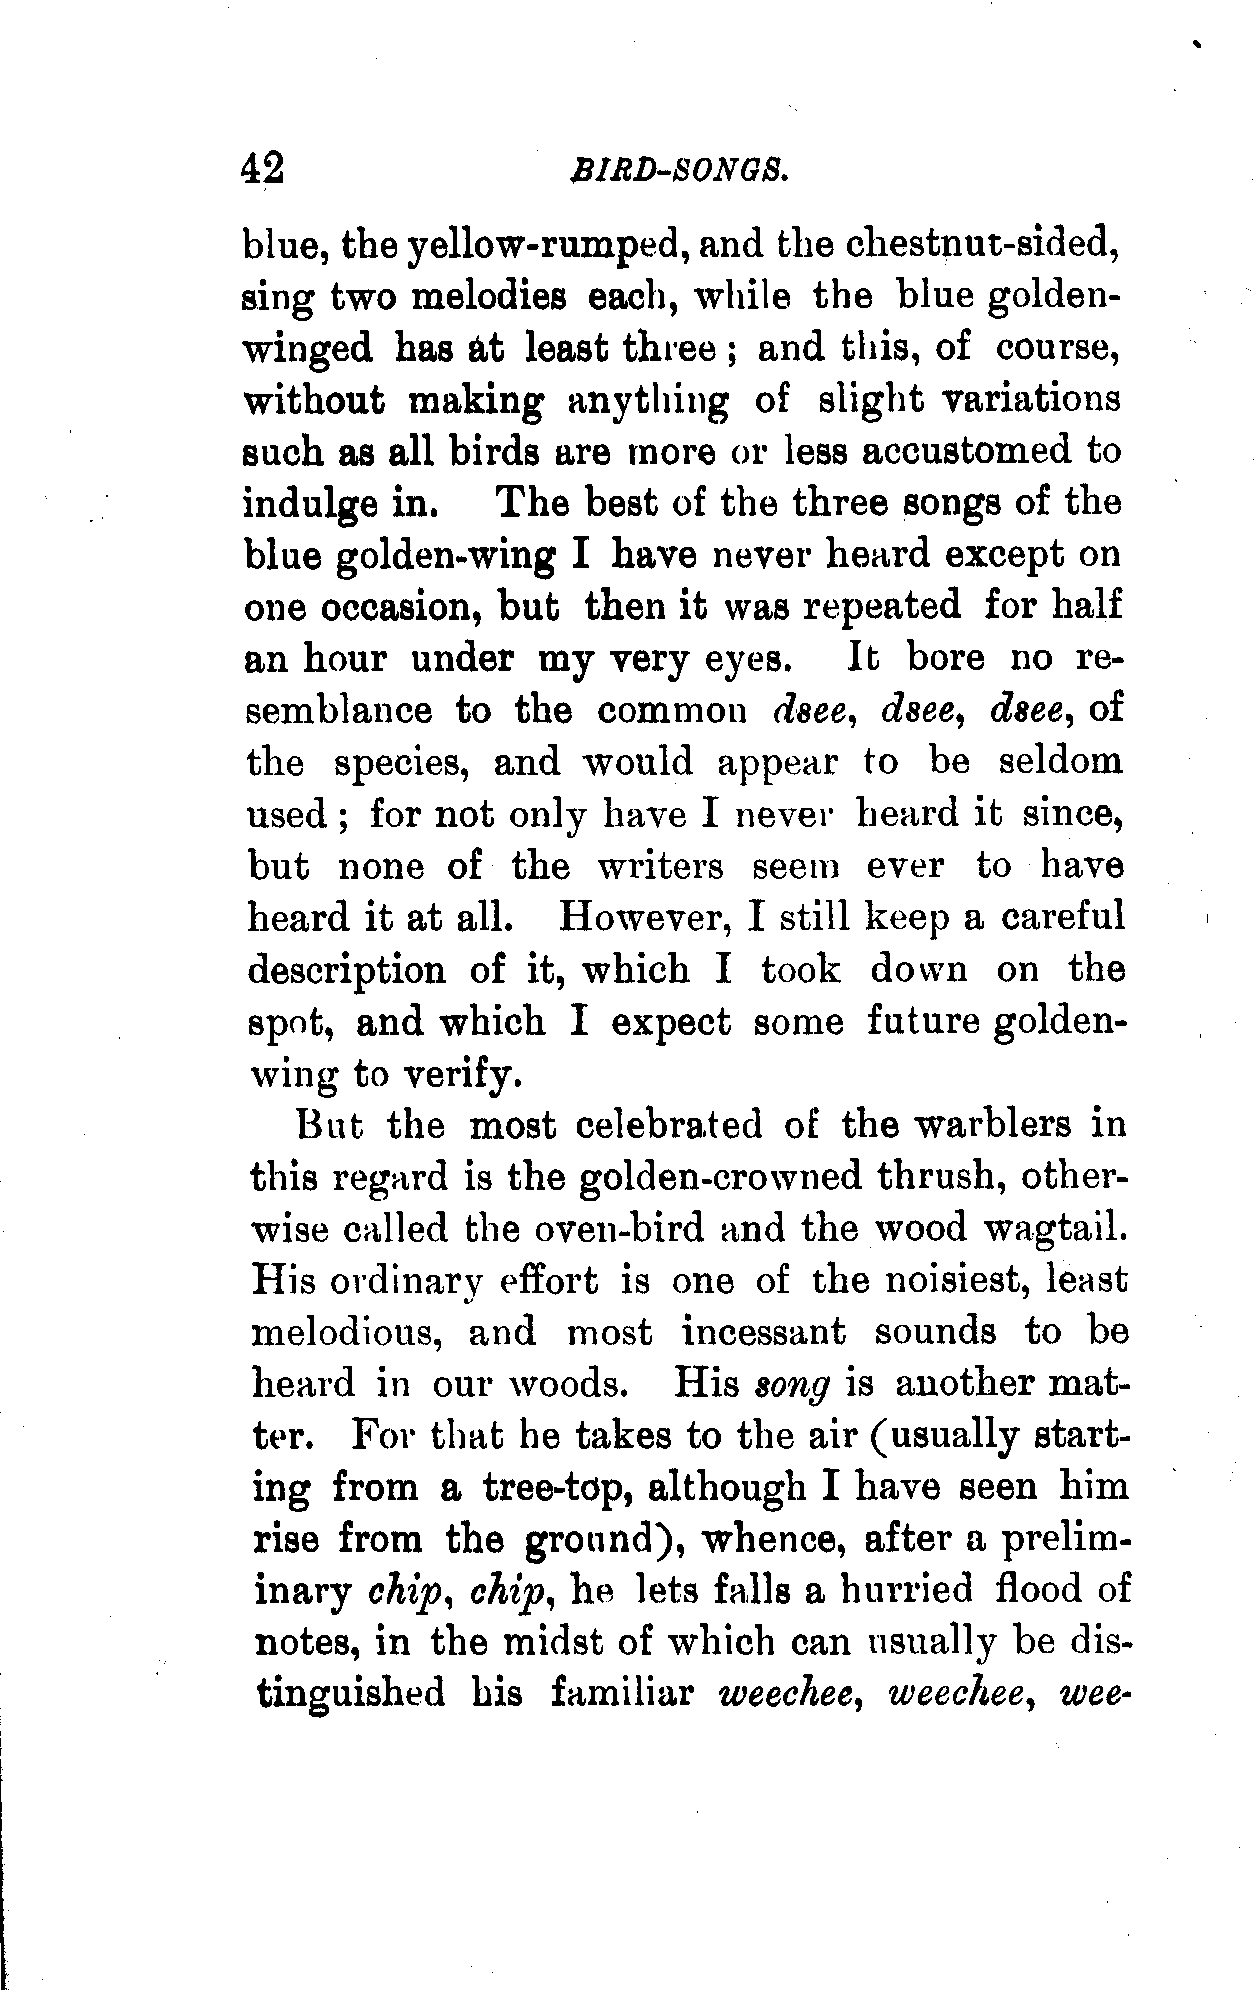 42 BIRD-SONGS.
blue, the yellow-rumped, and the chestnut-sided,
sing two melodies each, while the blue golden-
winged has at least three ; and this, of course,
without making anything of slight variations
such as all birds are more or less accustomed to
indulge in. The best of the three songs of the
blue golden-wing I have never heard except on
one occasion, but then it was repeated for half
an hour under my very eyes. It bore no re-
semblance to the common dsee, dsee, dsee, of
the species, and would appear to be seldom
used ; for not only have I never heard it since,
but none of the writers seem ever to have
heard it at all. However, I still keep a careful
description of it, which I took down on the
spot, and which I expect some future golden-
wing to verify.
But the most celebrated of the warblers in
this regard is the golden-crowned thrush, other-
wise called the oven-bird and the wood wagtail.
His ordinary effort is one of the noisiest, least
melodious, and most incessant sounds to be
heard in our woods. His song is another mat-
ter. For that he takes to the air (usually start-
ing from a tree-top, although I have seen him
rise from the ground), whence, after a prelim-
inary chip, chip, he lets falls a hurried flood of
notes, in the midst of which can usually be dis-
tinguished his familiar weechee, weechee, wee-